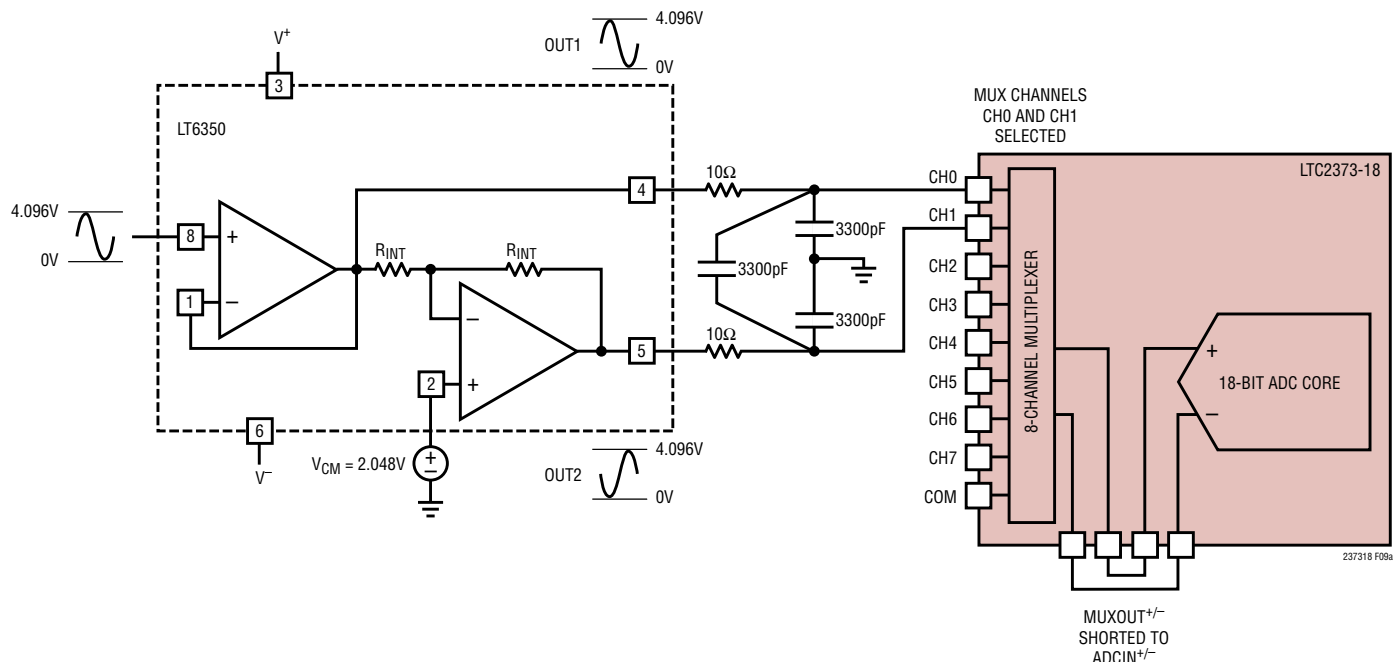 4.096V
OUT1
0V
V+
3
LT6350
MUX CHANNELS
CH0 AND CH1
SELECTED
LTC2373-18
4
10Ω
CH0
4.096V
0V
8
+
1
–
RINT
RINT
3300pF
3300pF
3300pF
CH1
CH2
CH3
CH4
CH5
CH6
CH7
COM
8-CHANNEL MULTIPLEXER
+
18-BIT ADC CORE
–
–
+
2
5
10Ω
6
V–
VCM = 2.048V
+
–
4.096V
OUT2
0V
237318 F09a
MUXOUT+/–
SHORTED TO
ADCIN+/–